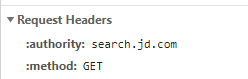 Request Headers
:authority: search.jd.com
:method: GET